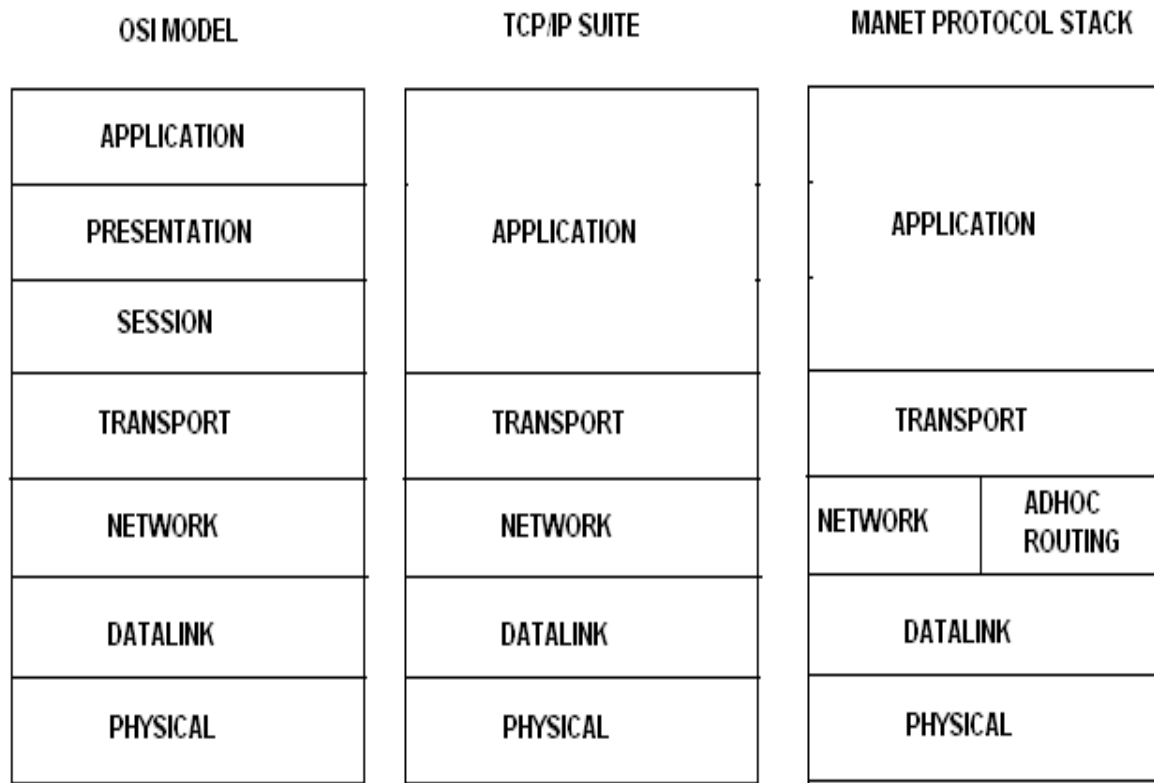 OSI MODEL
APPLICATION
PRESENTATION
SESSION
TRANSPORT
NETWORK
DATALINK
PHYSICAL
TCP/IP SUITE
APPLICATION
TRANSPORT
NETWORK
DATALINK
PHYSICAL
MANET PROTOCOL STACK
APPLICATION
TRANSPORT
NETWORK
ADHOC
ROUTING
DATALINK
PHYSICAL